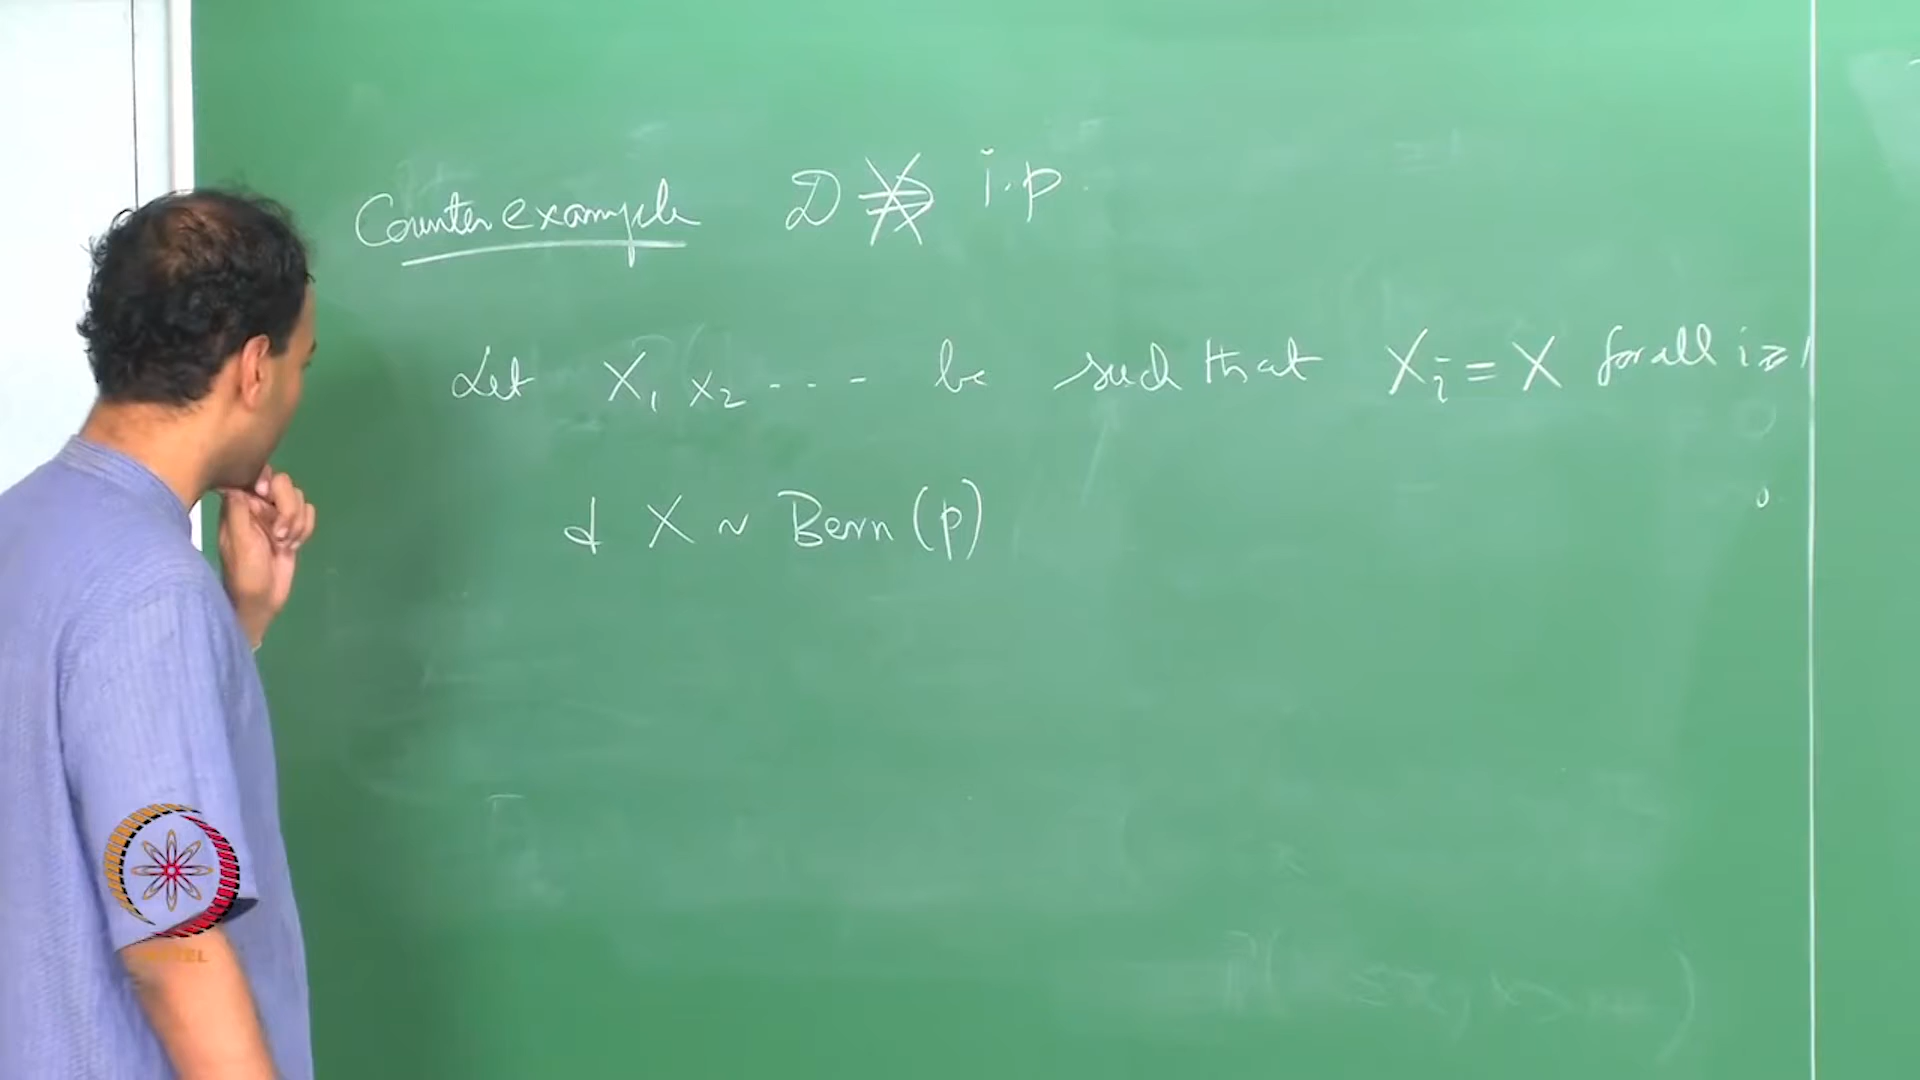 Counter example D ⇏ i.p.
Let X₁ X₂ --- be such that Xᵢ = X for all i ≥ 1
& X ~ Bern (p)